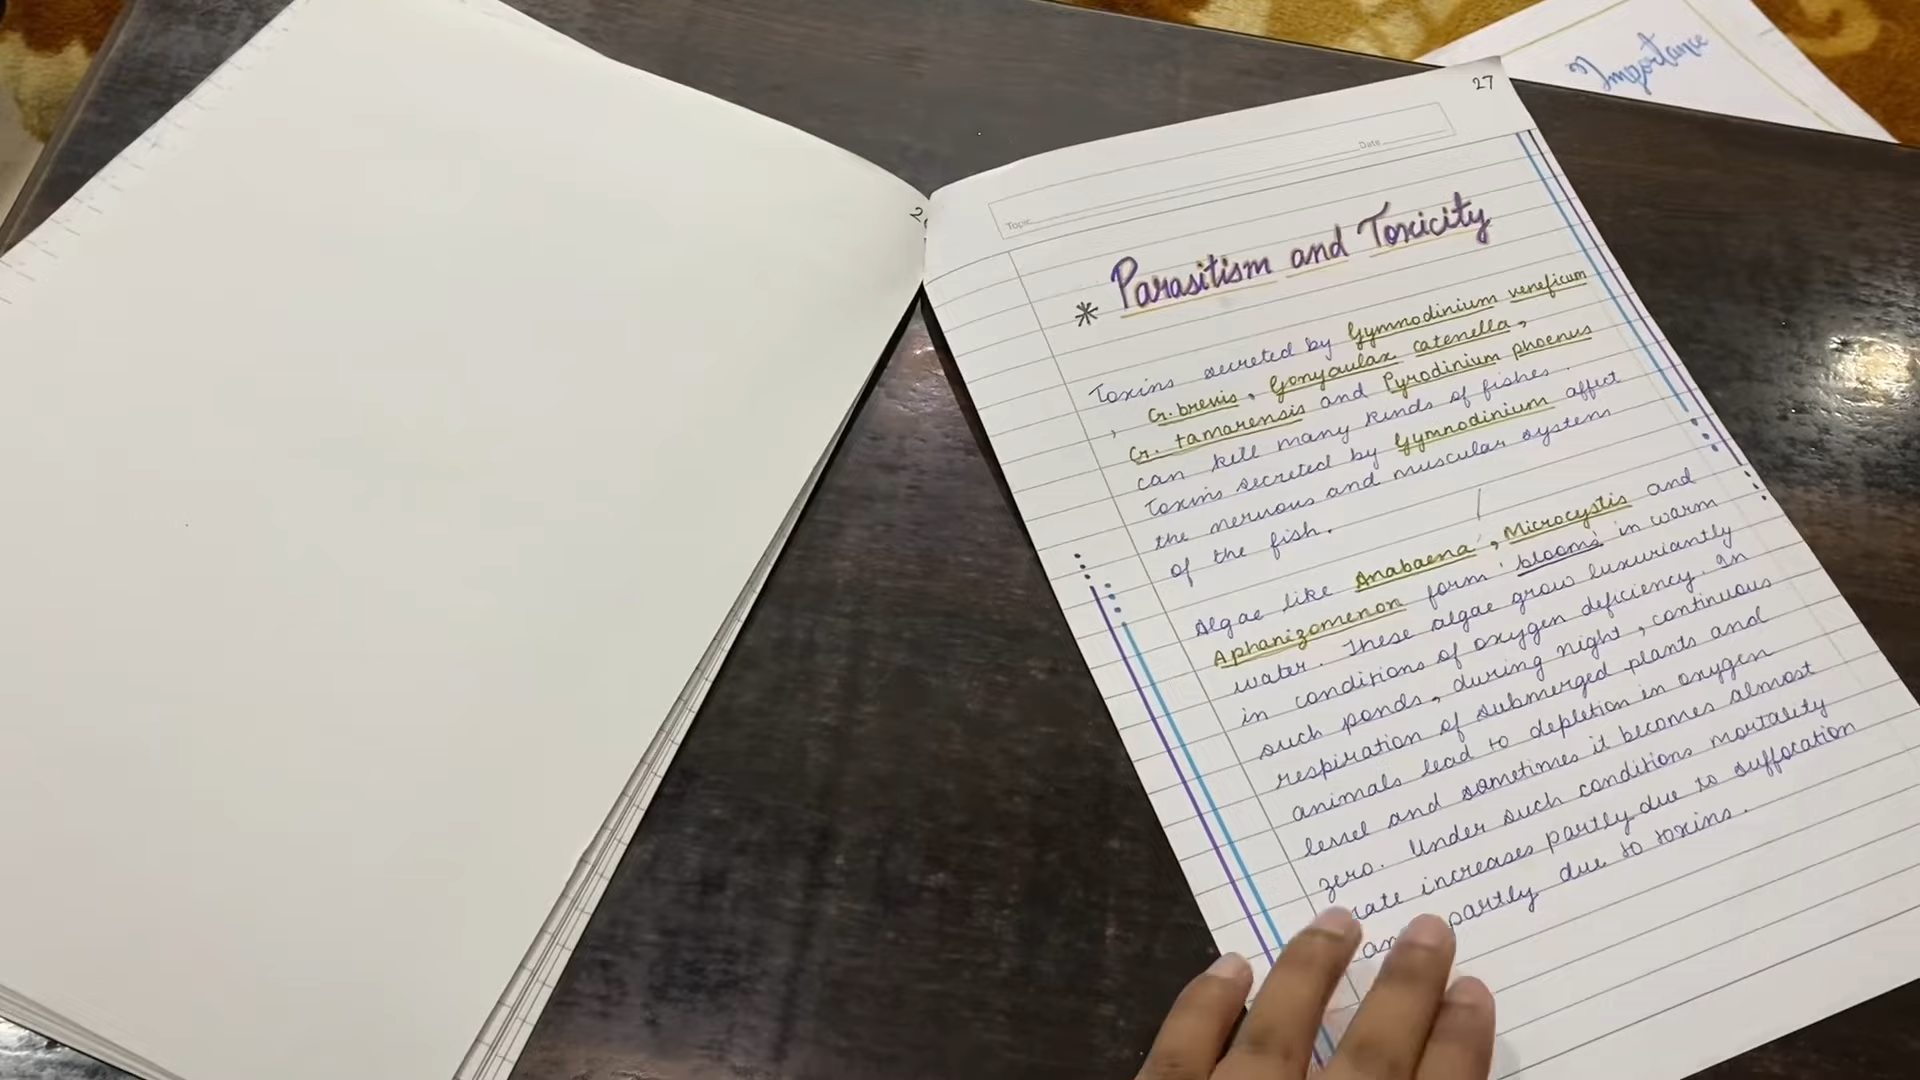 Importance
27
Date
Topic
* Parasitism and Toxicity
Toxins secreted by Gymnodinium veneficum
, G. brevis, Gonyaulax catenella,
G. tamarensis and Pyrodinium phoenus
can kill many kinds of fishes.
Toxins secreted by Gymnodinium affect
the nervous and muscular system
of the fish.
Algae like Anabaena, Microcystis and
Aphanizomenon form blooms in warm
water. These algae grow luxuriantly
in conditions of oxygen deficiency. In
such ponds, during night, continuous
respiration of submerged plants and
animals lead to depletion in oxygen
level and sometimes it becomes almost
zero. Under such conditions mortality
rate increases partly due to suffocation
and partly due to toxins.